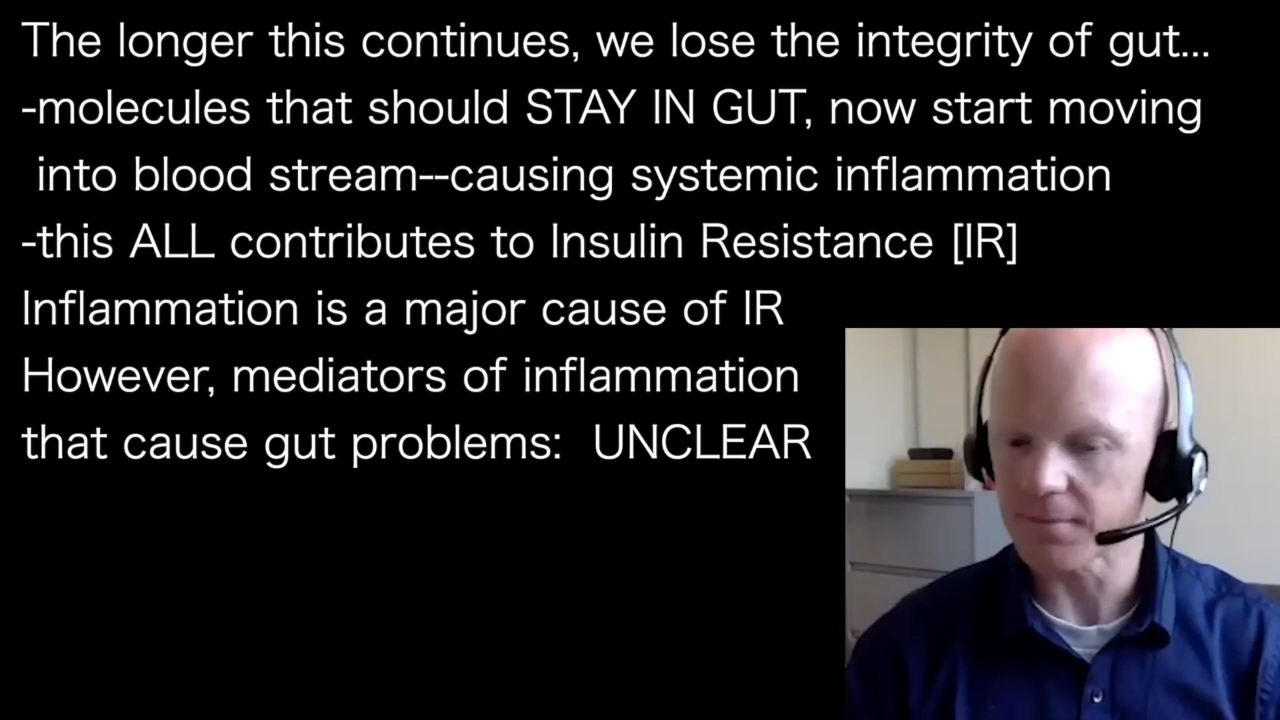 The longer this continues, we lose the integrity of gut...
-molecules that should STAY IN GUT, now start moving
into blood stream--causing systemic inflammation
-this ALL contributes to Insulin Resistance [IR]
Inflammation is a major cause of IR
However, mediators of inflammation
that cause gut problems:  UNCLEAR